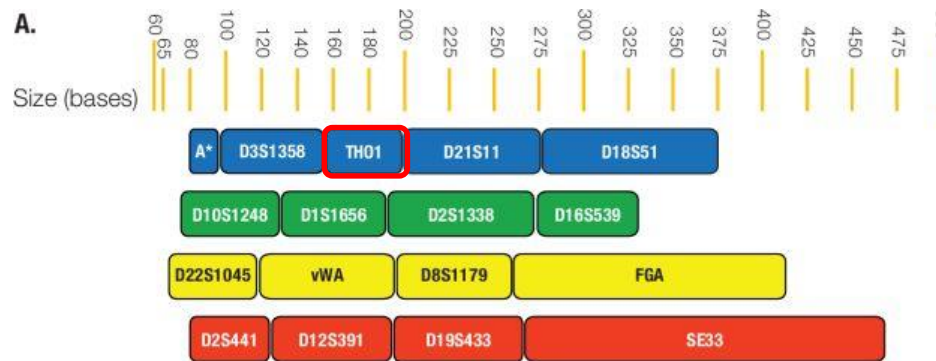 A.
60 65 80 100 120 140 160 180 200 225 250 275 300 325 350 375 400 425 450 475
Size (bases)
A* D3S1358 TH01 D21S11 D18S51
D10S1248 D1S1656 D2S1338 D16S539
D22S1045 vWA D8S1179 FGA
D2S441 D12S391 D19S433 SE33